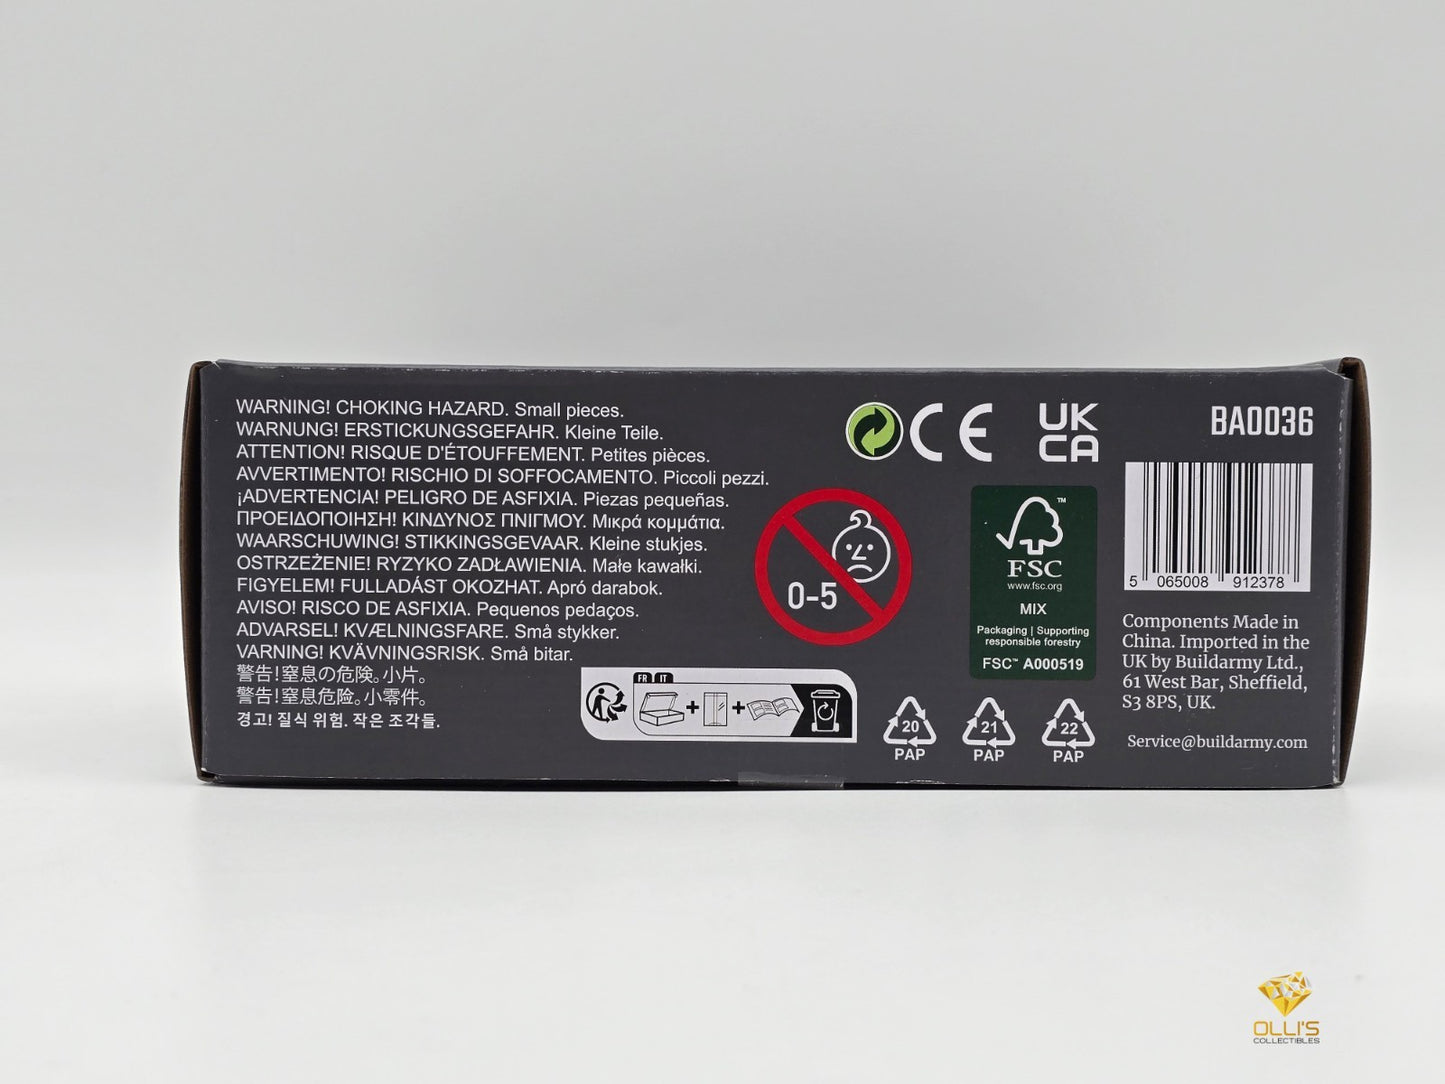 WARNING! CHOKING HAZARD. Small pieces.
WARNUNG! ERSTICKUNGSGEFAHR. Kleine Teile.
ATTENTION! RISQUE D'ÉTOUFFEMENT. Petites pièces.
AVVERTIMENTO! RISCHIO DI SOFFOCAMENTO. Piccoli pezzi.
¡ADVERTENCIA! PELIGRO DE ASFIXIA. Piezas pequeñas.
ΠΡΟΕΙΔΟΠΟΙΗΣΗ! ΚΙΝΔΥΝΟΣ ΠΝΙΓΜΟΥ. Μικρά κομμάτια.
WAARSCHUWING! STIKKINGSGEVAAR. Kleine stukjes.
OSTRZEŻENIE! RYZYKO ZADŁAWIENIA. Małe kawałki.
FIGYELEM! FULLADÁST OKOZHAT. Apró darabok.
AVISO! RISCO DE ASFIXIA. Pequenos pedaços.
ADVARSEL! KVÆLNINGSFARE. Små stykker.
VARNING! KVÄVNINGSRISK. Små bitar.
警告!窒息の危険。小片。
警告!窒息危险。小零件。
경고! 질식 위험. 작은 조각들.
FR IT
0-5
CE
UK
CA
FSC™
www.fsc.org
MIX
Packaging | Supporting
responsible forestry
FSC™ A000519
20
PAP
21
PAP
22
PAP
BA0036
5 065008 912378
Components Made in
China. Imported in the
UK by Buildarmy Ltd.,
61 West Bar, Sheffield,
S3 8PS, UK.
Service@buildarmy.com
OLLI'S
COLLECTIBLES